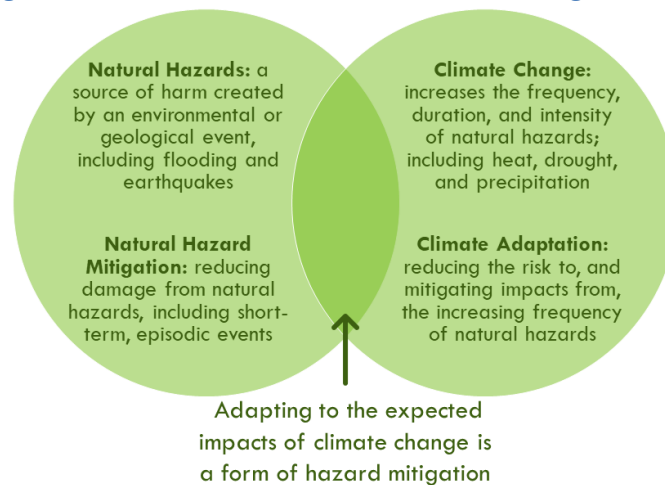 Natural Hazards: a
source of harm created
by an environmental or
geological event,
including flooding and
earthquakes
Natural Hazard
Mitigation: reducing
damage from natural
hazards, including short-
term, episodic events
Climate Change:
increases the frequency,
duration, and intensity
of natural hazards;
including heat, drought,
and precipitation
Climate Adaptation:
reducing the risk to, and
mitigating impacts from,
the increasing frequency
of natural hazards
Adapting to the expected
impacts of climate change is
a form of hazard mitigation